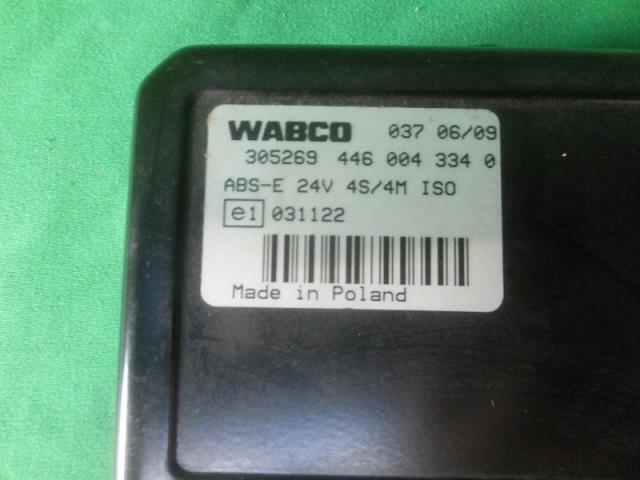 WABCO 037 06/09
305269 446 004 334 0
ABS-E 24V 4S/4M ISO
e1 031122
Made in Poland